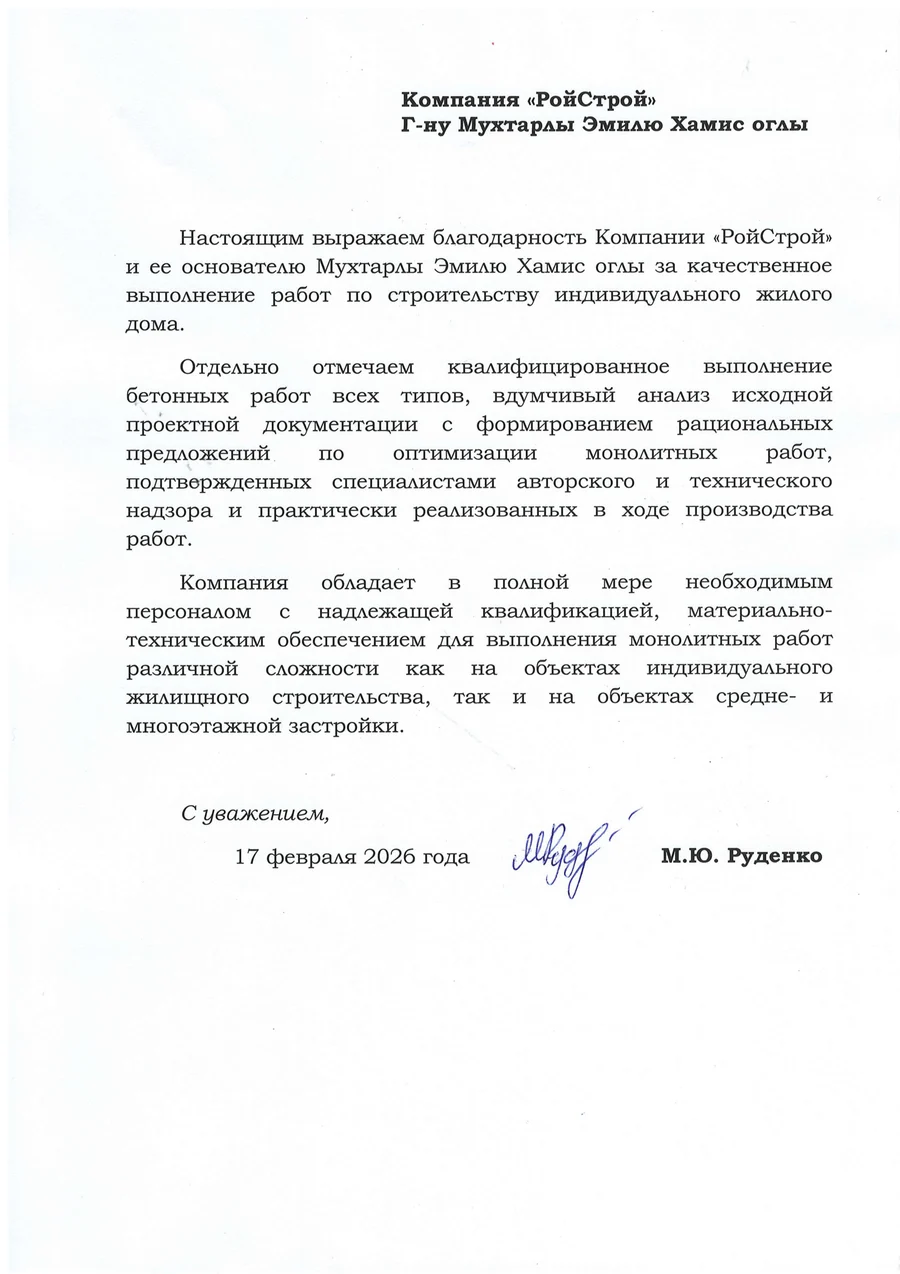 Компания «РойСтрой»
Г-ну Мухтарлы Эмилю Хамис оглы
Настоящим выражаем благодарность Компании «РойСтрой»
и ее основателю Мухтарлы Эмилю Хамис оглы за качественное
выполнение работ по строительству индивидуального жилого
дома.
Отдельно отмечаем квалифицированное выполнение
бетонных работ всех типов, вдумчивый анализ исходной
проектной документации с формированием рациональных
предложений по оптимизации монолитных работ,
подтвержденных специалистами авторского и технического
надзора и практически реализованных в ходе производства
работ.
Компания обладает в полной мере необходимым
персоналом с надлежащей квалификацией, материально-
техническим обеспечением для выполнения монолитных работ
различной сложности как на объектах индивидуального
жилищного строительства, так и на объектах средне- и
многоэтажной застройки.
С уважением,
17 февраля 2026 года М.Ю. Руденко